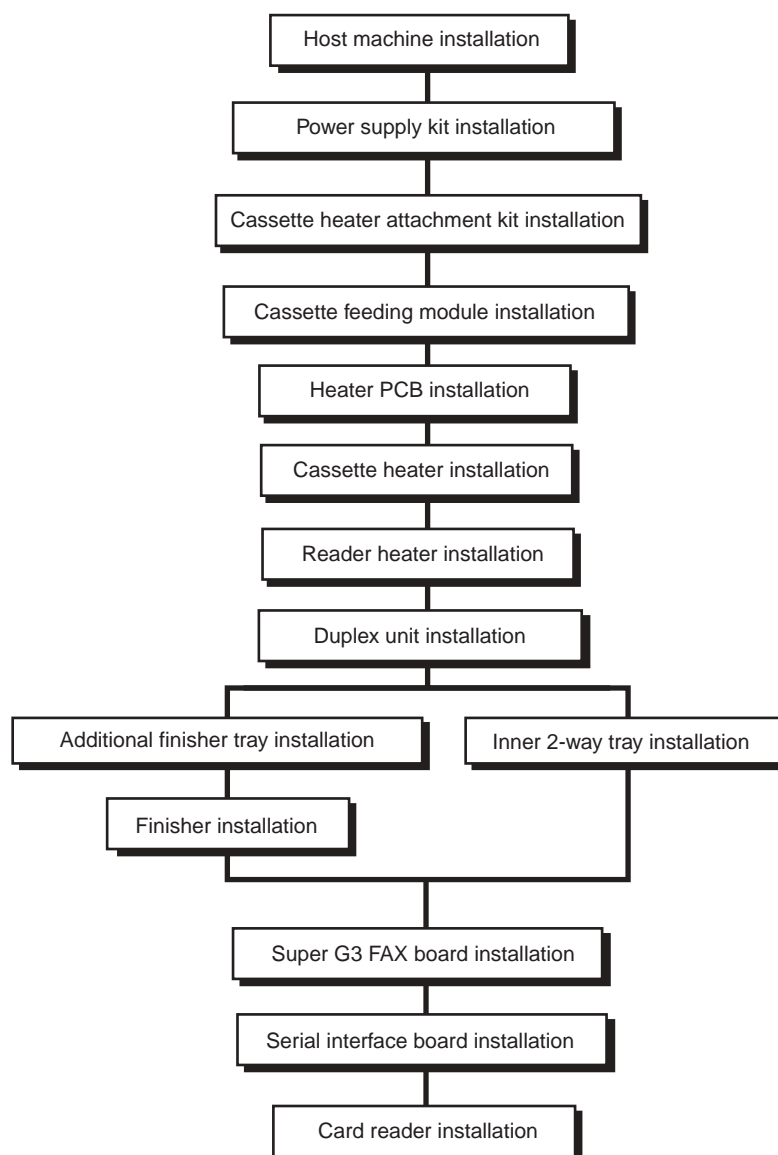 Host machine installation
Power supply kit installation
Cassette heater attachment kit installation
Cassette feeding module installation
Heater PCB installation
Cassette heater installation
Reader heater installation
Duplex unit installation
Additional finisher tray installation
Inner 2-way tray installation
Finisher installation
Super G3 FAX board installation
Serial interface board installation
Card reader installation